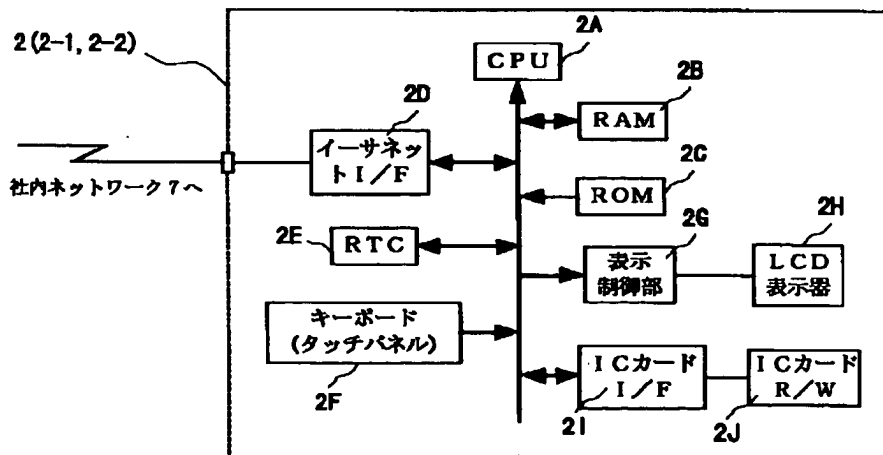 2(2-1, 2-2)
2A
CPU
2D
2B
イーサネッ
トI／F
RAM
社内ネットワーク7へ
2C
ROM
2E
RTC
2G
2H
表示
制御部
LCD
表示器
キーボード
(タッチパネル)
2F
ICカード
I／F
2I
ICカード
R／W
2J